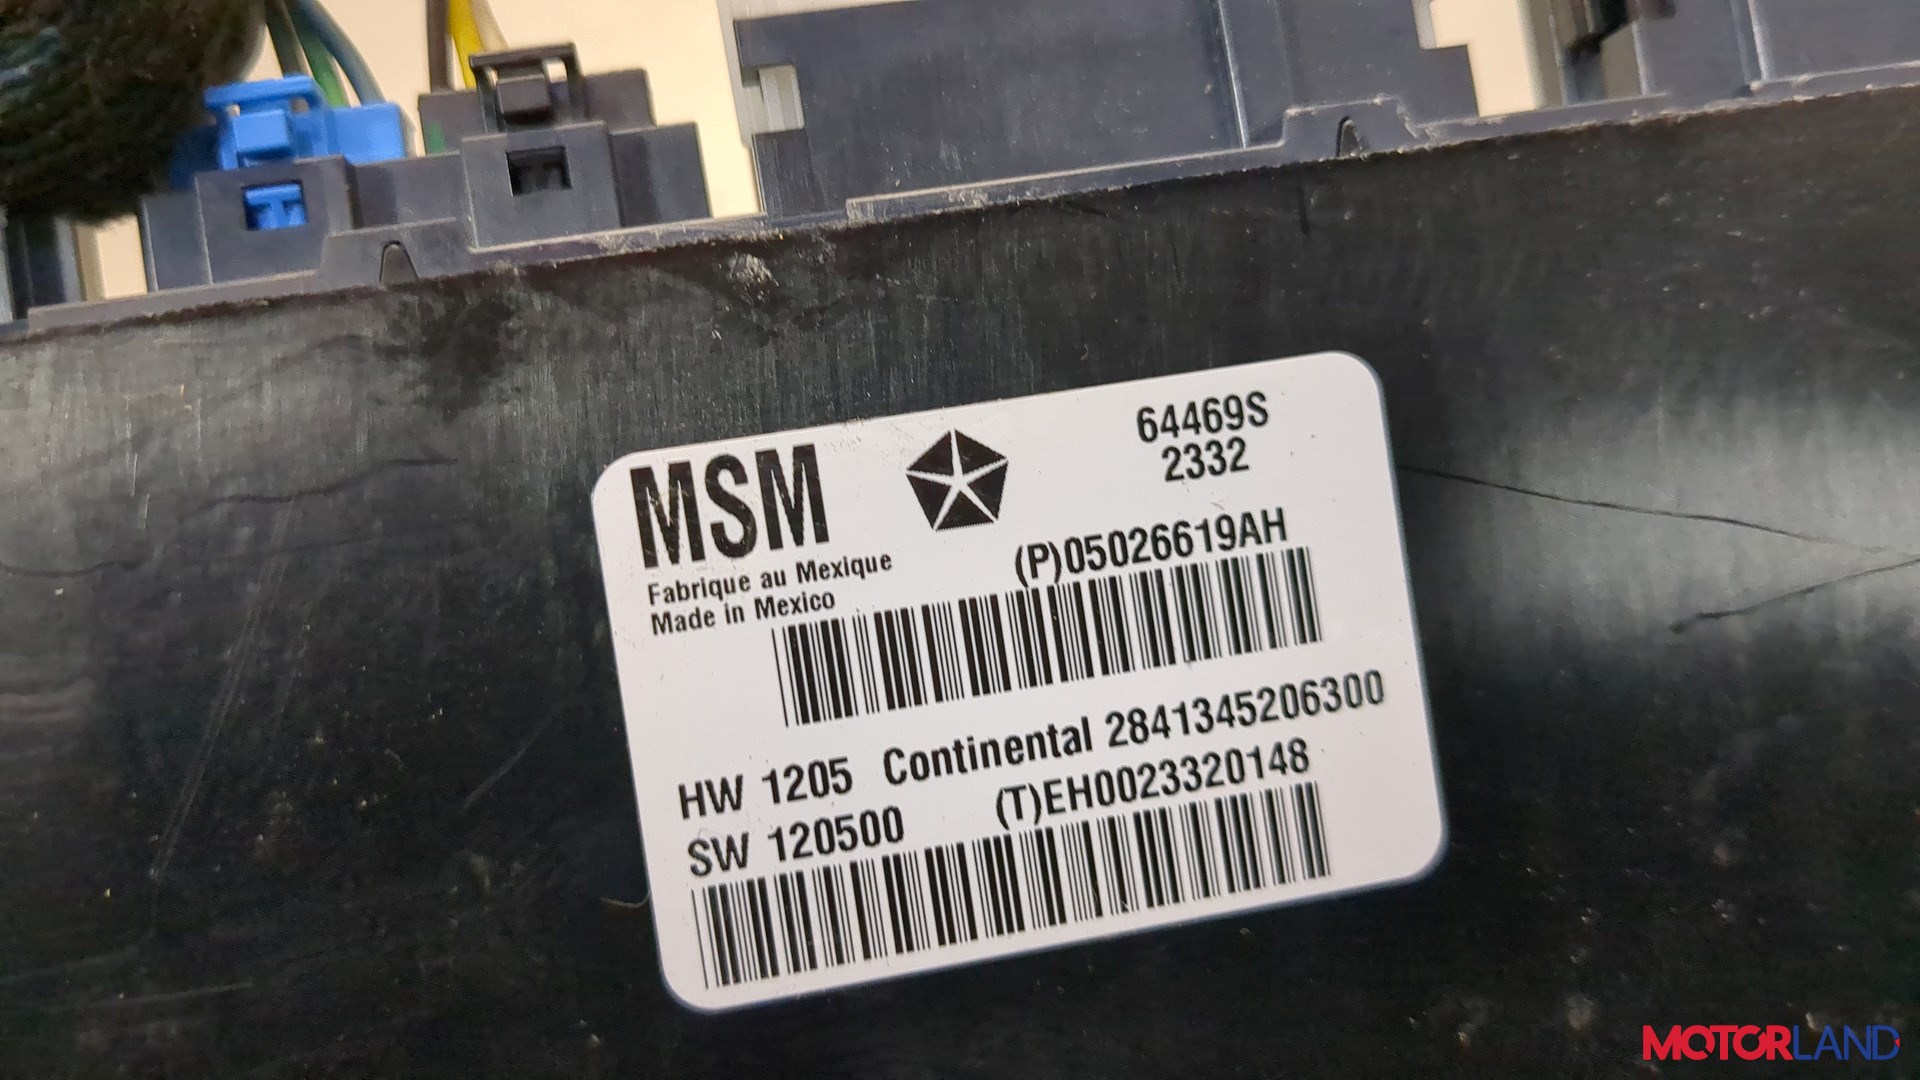 MSM
64469S
2332
Fabrique au Mexique
Made in Mexico
(P)05026619AH
HW 1205 Continental 2841345206300
SW 120500 (T)EH0023320148
MOTORLAND